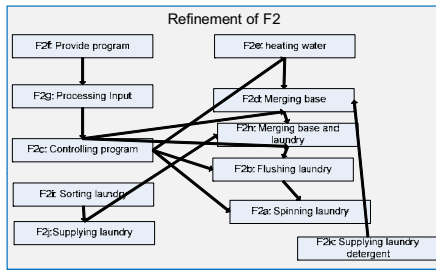 Refinement of F2
F2f: Provide program
F2e: heating water
F2g: Processing Input
F2d: Merging base
F2h: Merging base and
laundry
F2c: Controlling program
F2b: Flushing laundry
F2i: Sorting laundry
F2a: Spinning laundry
F2j:Supplying laundry
F2k: Supplying laundry
detergent